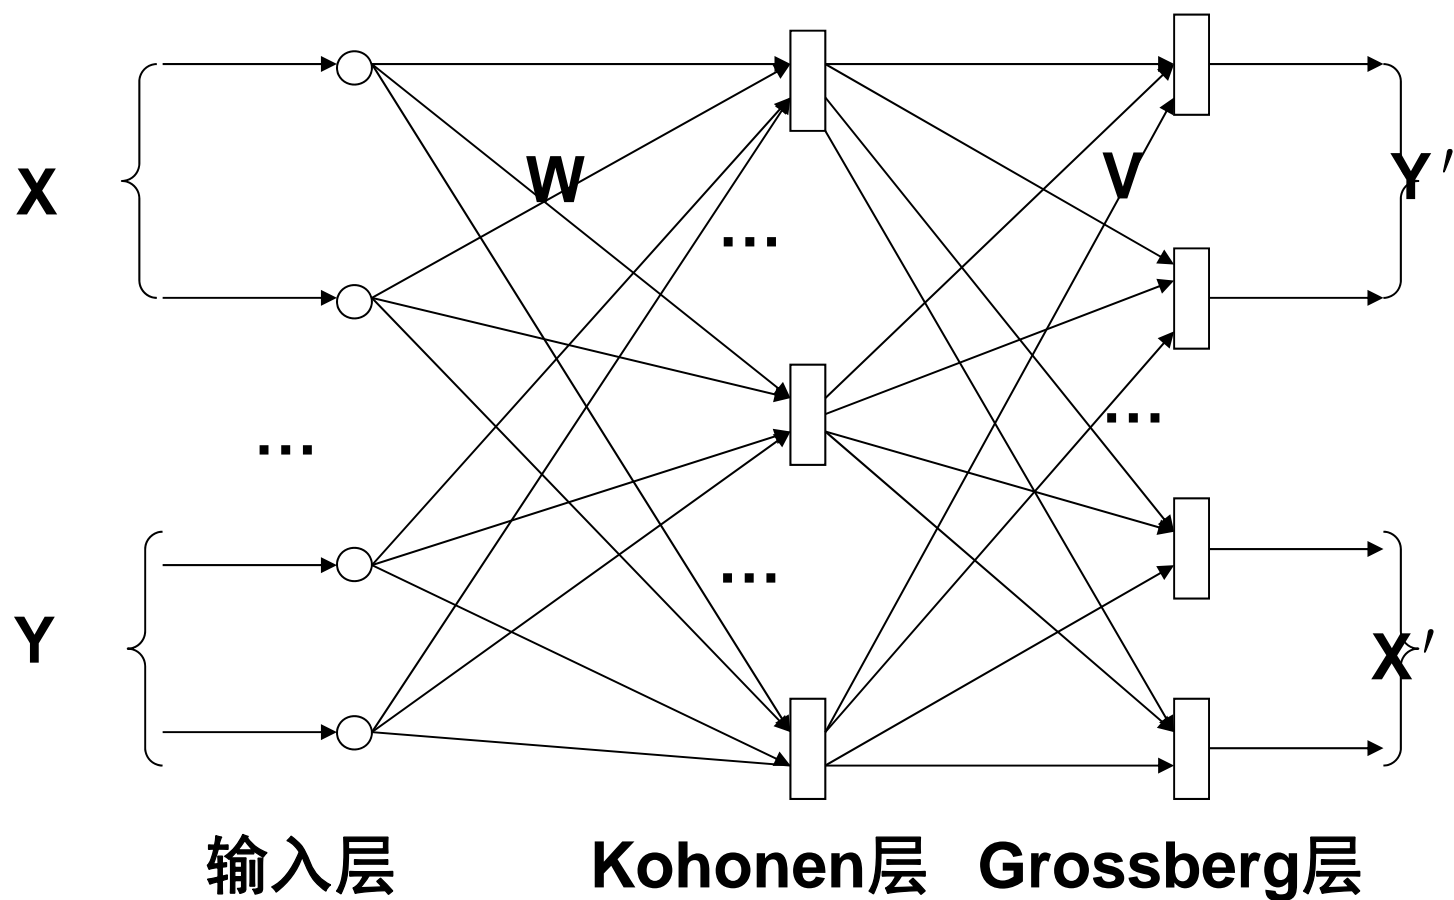 X
W
V
Y′
…
…
…
…
Y
X′
输入层
Kohonen层
Grossberg层